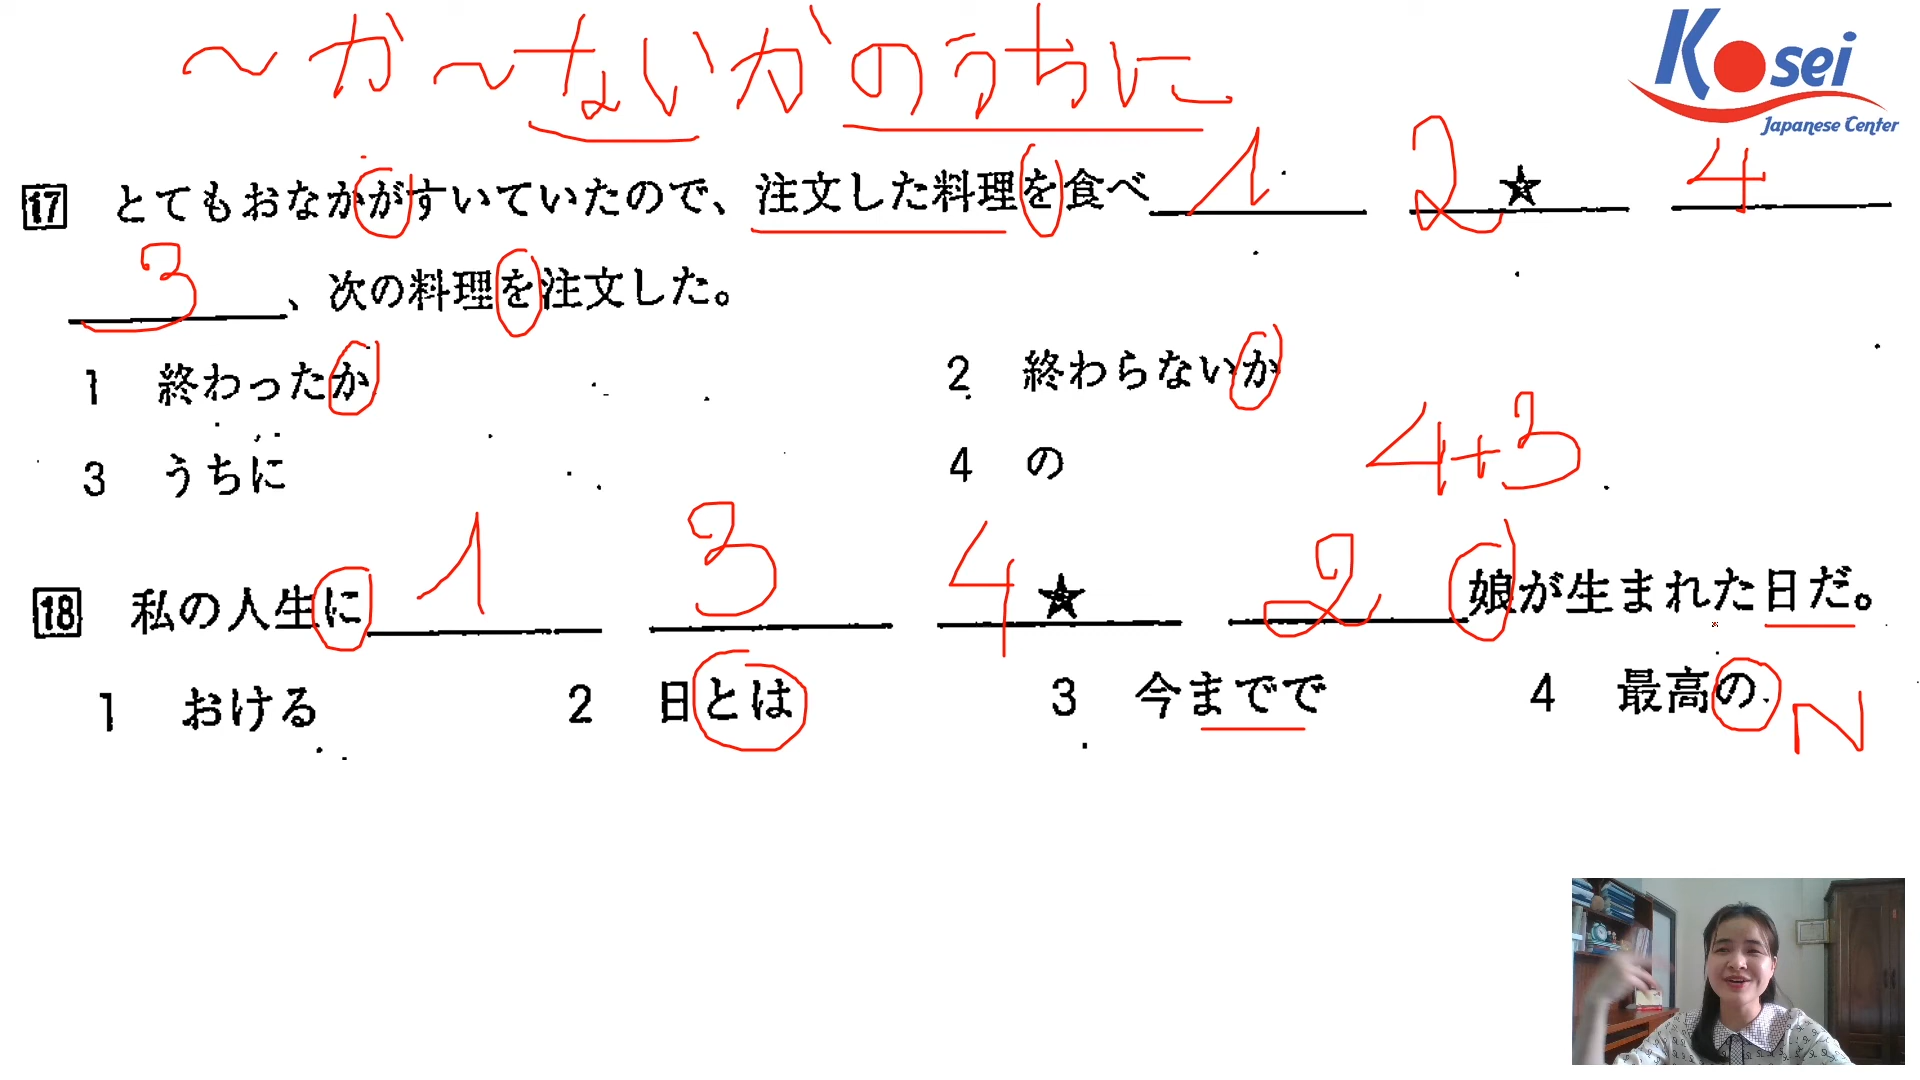 ～か～ないかのうちに
Kosei
Japanese Center
17 とてもおなかがすいていたので、注文した料理を食べ 1 2 ★ 4
3 、次の料理を注文した。
1 終わったか 2 終わらないか
3 うちに 4 の
4+3
18 私の人生に 1 3 4 ★ 2 娘が生まれた日だ。
1 おける 2 日とは 3 今までで 4 最高の N